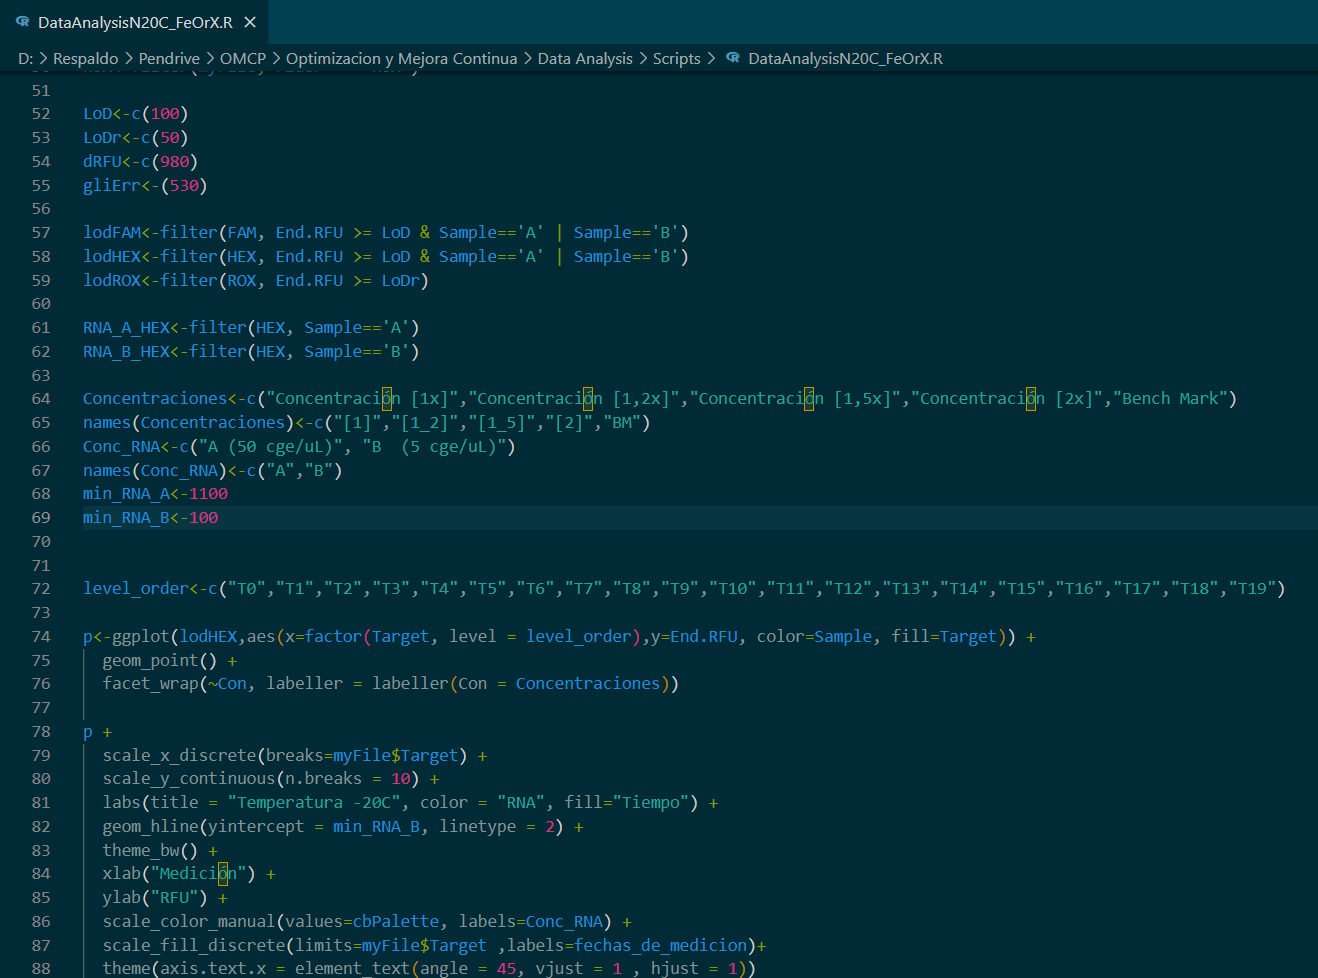 DataAnalysisN20C_FeOrX.R ×
D: > Respaldo > Pendrive > OMCP > Optimizacion y Mejora Continua > Data Analysis > Scripts > DataAnalysisN20C_FeOrX.R
51
52 LoD<-c(100)
53 LoDr<-c(50)
54 dRFU<-c(980)
55 gliErr<-(530)
56
57 lodFAM<-filter(FAM, End.RFU >= LoD & Sample=='A' | Sample=='B')
58 lodHEX<-filter(HEX, End.RFU >= LoD & Sample=='A' | Sample=='B')
59 lodROX<-filter(ROX, End.RFU >= LoDr)
60
61 RNA_A_HEX<-filter(HEX, Sample=='A')
62 RNA_B_HEX<-filter(HEX, Sample=='B')
63
64 Concentraciones<-c("Concentración [1x]","Concentración [1,2x]","Concentración [1,5x]","Concentración [2x]","Bench Mark")
65 names(Concentraciones)<-c("[1]","[1_2]","[1_5]","[2]","BM")
66 Conc_RNA<-c("A (50 cge/uL)", "B  (5 cge/uL)")
67 names(Conc_RNA)<-c("A","B")
68 min_RNA_A<-1100
69 min_RNA_B<-100
70
71
72 level_order<-c("T0","T1","T2","T3","T4","T5","T6","T7","T8","T9","T10","T11","T12","T13","T14","T15","T16","T17","T18","T19")
73
74 p<-ggplot(lodHEX,aes(x=factor(Target, level = level_order),y=End.RFU, color=Sample, fill=Target)) +
75   geom_point() +
76   facet_wrap(~Con, labeller = labeller(Con = Concentraciones))
77
78 p +
79   scale_x_discrete(breaks=myFile$Target) +
80   scale_y_continuous(n.breaks = 10) +
81   labs(title = "Temperatura -20C", color = "RNA", fill="Tiempo") +
82   geom_hline(yintercept = min_RNA_B, linetype = 2) +
83   theme_bw() +
84   xlab("Medición") +
85   ylab("RFU") +
86   scale_color_manual(values=cbPalette, labels=Conc_RNA) +
87   scale_fill_discrete(limits=myFile$Target ,labels=fechas_de_medicion)+
88   theme(axis.text.x = element_text(angle = 45, vjust = 1 , hjust = 1))